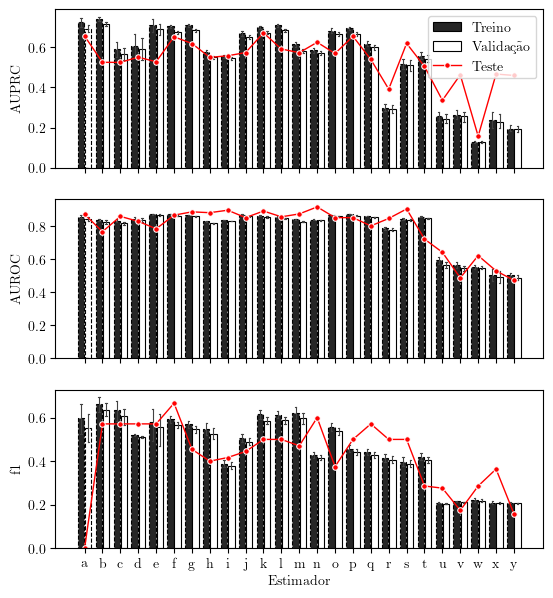 AUPRC
0.6
0.4
0.2
0.0
Treino
Validação
Teste
AUROC
0.8
0.6
0.4
0.2
0.0
f1
0.6
0.4
0.2
0.0
a b c d e f g h i j k l m n o p q r s t u v w x y
Estimador